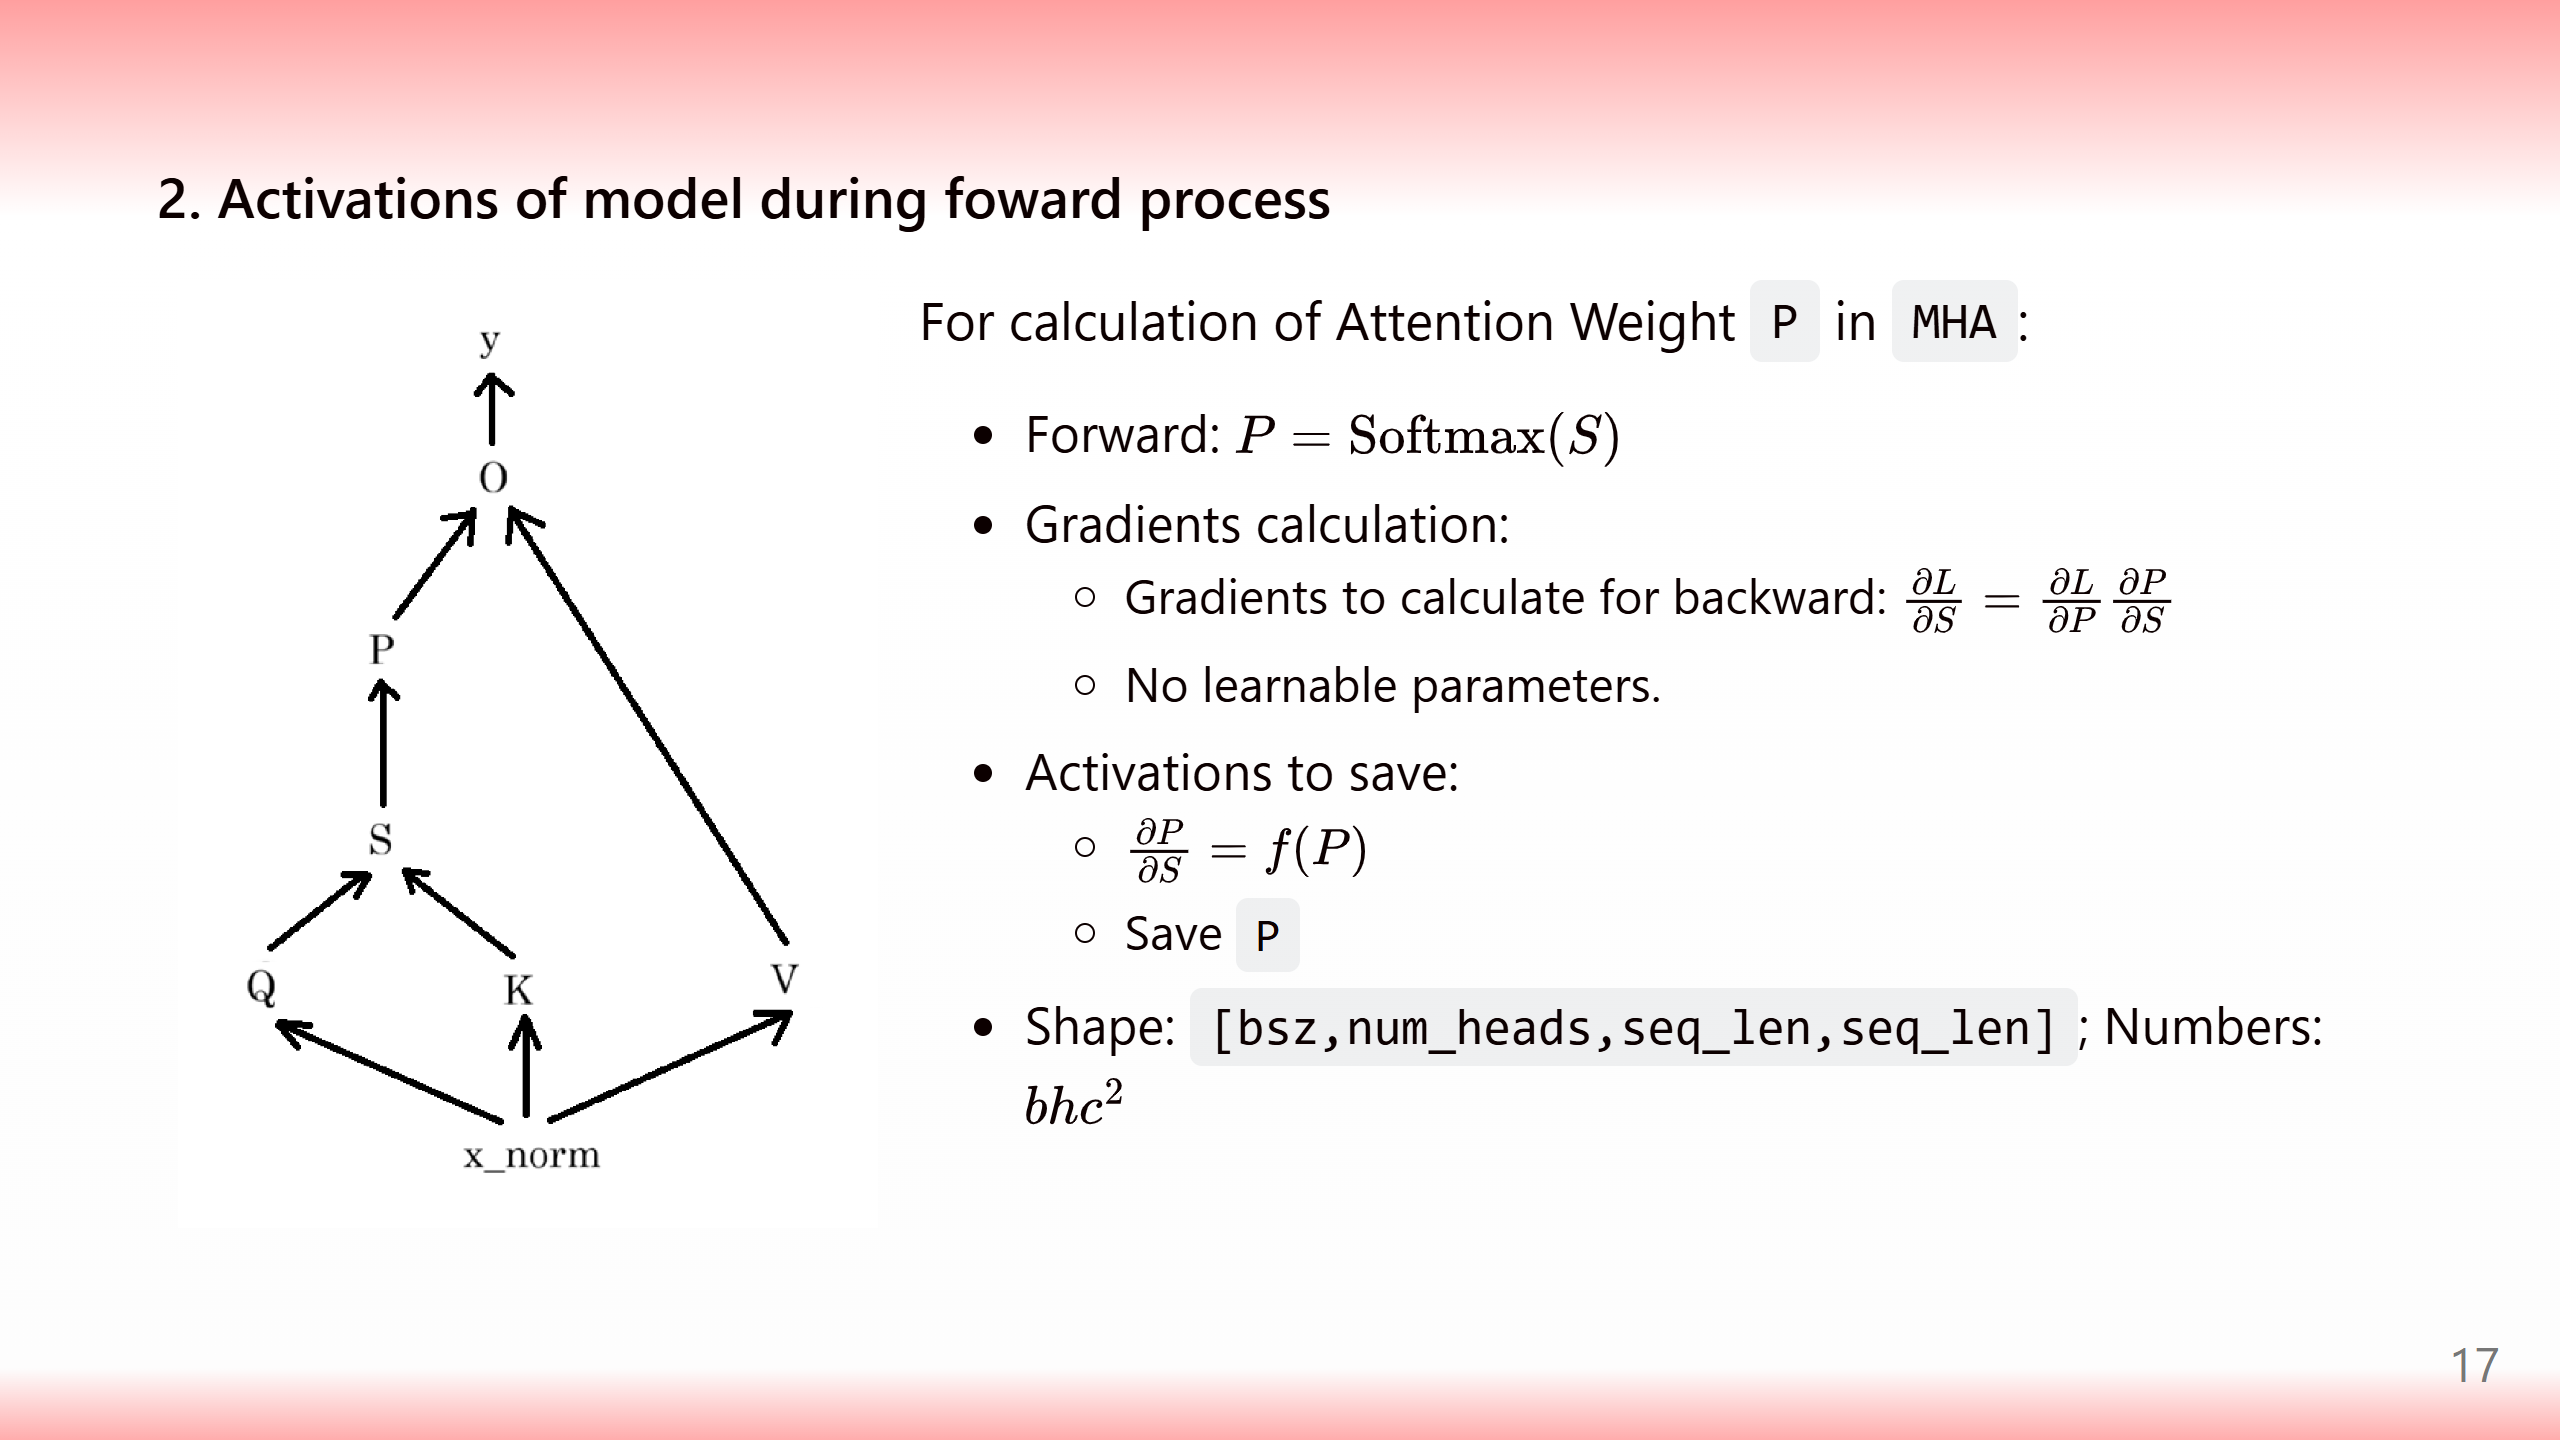 2. Activations of model during foward process
y
O
P
S
Q
K
V
x_norm
For calculation of Attention Weight P in MHA :
• Forward: P = Softmax(S)
• Gradients calculation:
○ Gradients to calculate for backward: ∂L/∂S = ∂L/∂P ∂P/∂S
○ No learnable parameters.
• Activations to save:
○ ∂P/∂S = f(P)
○ Save P
• Shape: [bsz,num_heads,seq_len,seq_len] ; Numbers:
bhc²
17